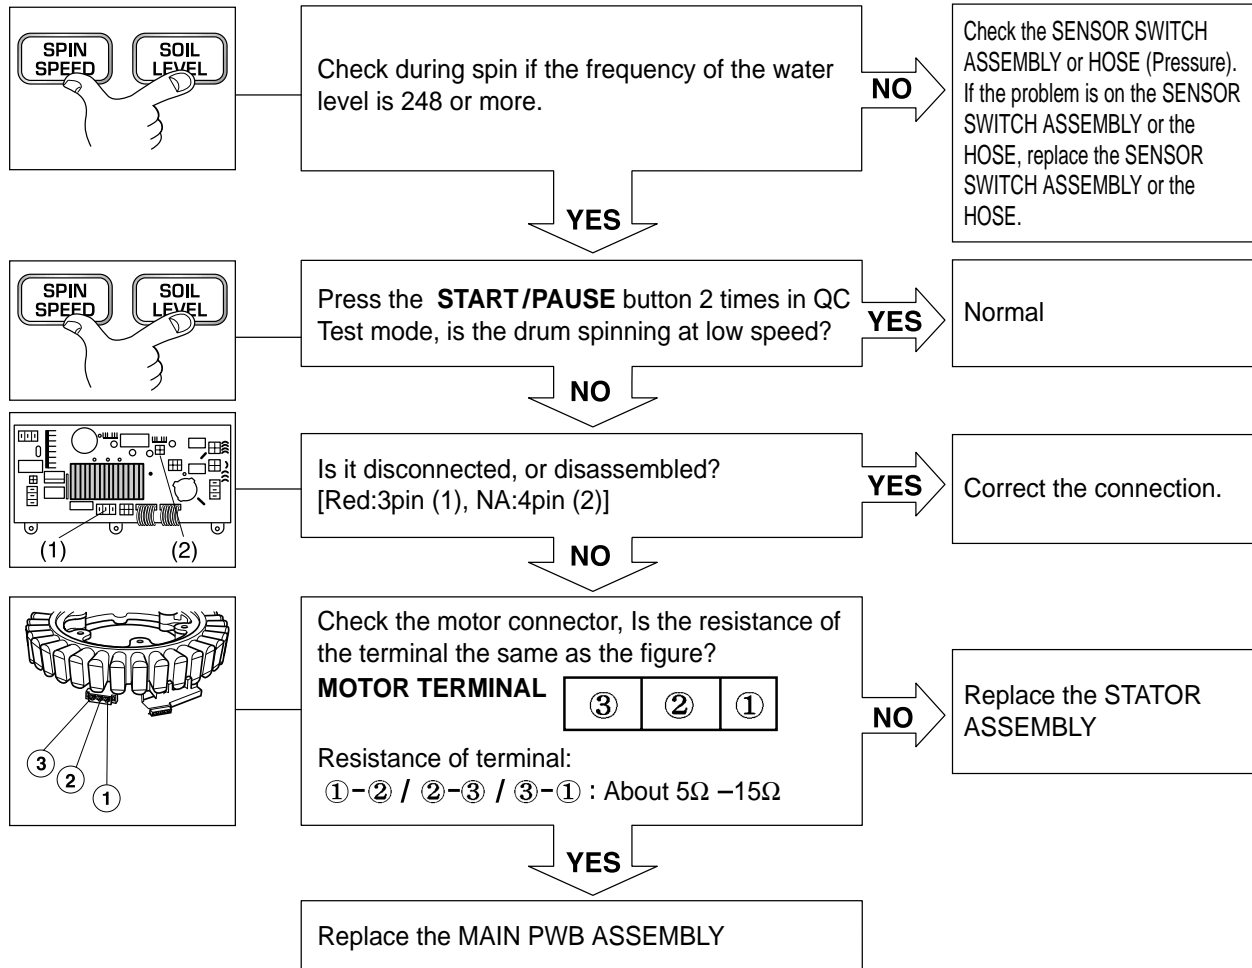 SPIN
SPEED
SOIL
LEVEL
Check during spin if the frequency of the water
level is 248 or more.
NO
Check the SENSOR SWITCH
ASSEMBLY or HOSE (Pressure).
If the problem is on the SENSOR
SWITCH ASSEMBLY or the
HOSE, replace the SENSOR
SWITCH ASSEMBLY or the
HOSE.
YES
SPIN
SPEED
SOIL
LEVEL
Press the START/PAUSE button 2 times in QC
Test mode, is the drum spinning at low speed?
YES
Normal
NO
(1)
(2)
Is it disconnected, or disassembled?
[Red:3pin (1), NA:4pin (2)]
YES
Correct the connection.
NO
3
2
1
Check the motor connector, Is the resistance of
the terminal the same as the figure?
MOTOR TERMINAL
③ ② ①
Resistance of terminal:
①-② / ②-③ / ③-① : About 5Ω –15Ω
NO
Replace the STATOR
ASSEMBLY
YES
Replace the MAIN PWB ASSEMBLY